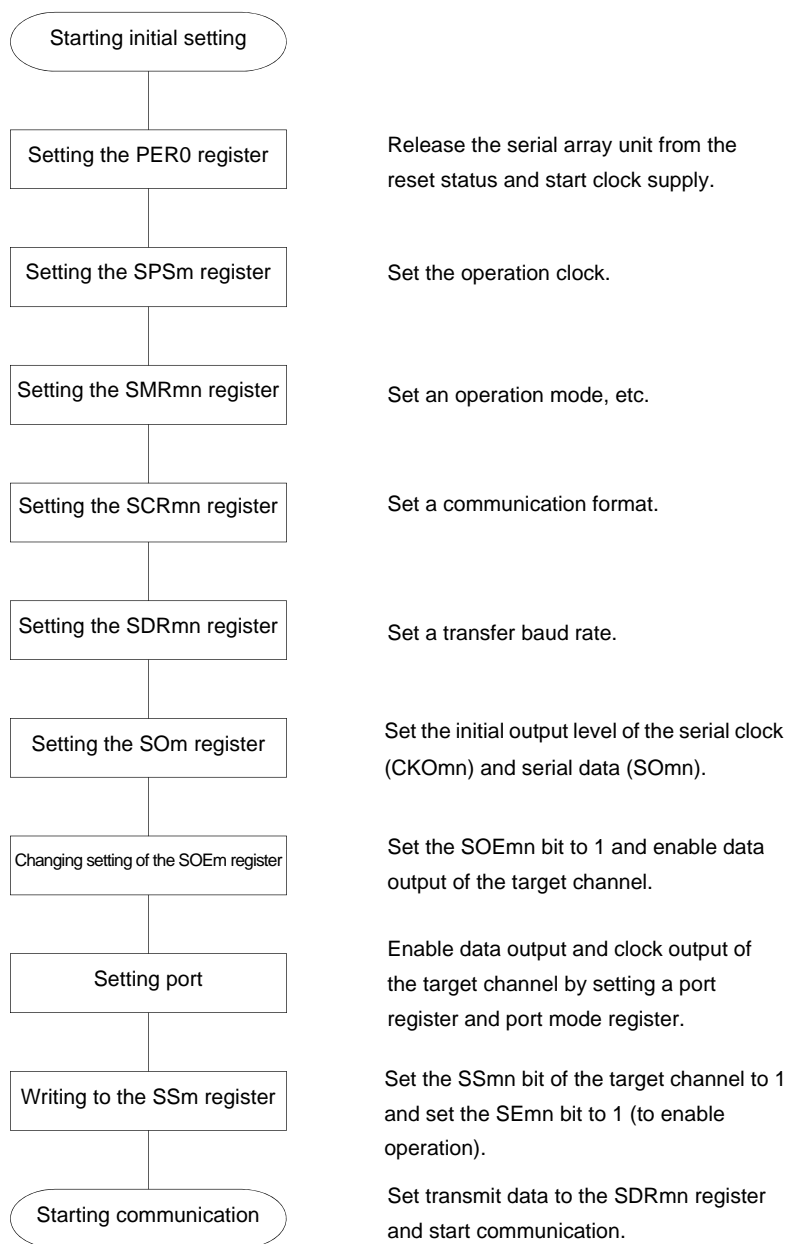 Starting initial setting
Setting the PER0 register
Release the serial array unit from the
reset status and start clock supply.
Setting the SPSm register
Set the operation clock.
Setting the SMRmn register
Set an operation mode, etc.
Setting the SCRmn register
Set a communication format.
Setting the SDRmn register
Set a transfer baud rate.
Setting the SOm register
Set the initial output level of the serial clock
(CKOmn) and serial data (SOmn).
Changing setting of the SOEm register
Set the SOEmn bit to 1 and enable data
output of the target channel.
Setting port
Enable data output and clock output of
the target channel by setting a port
register and port mode register.
Writing to the SSm register
Set the SSmn bit of the target channel to 1
and set the SEmn bit to 1 (to enable
operation).
Starting communication
Set transmit data to the SDRmn register
and start communication.